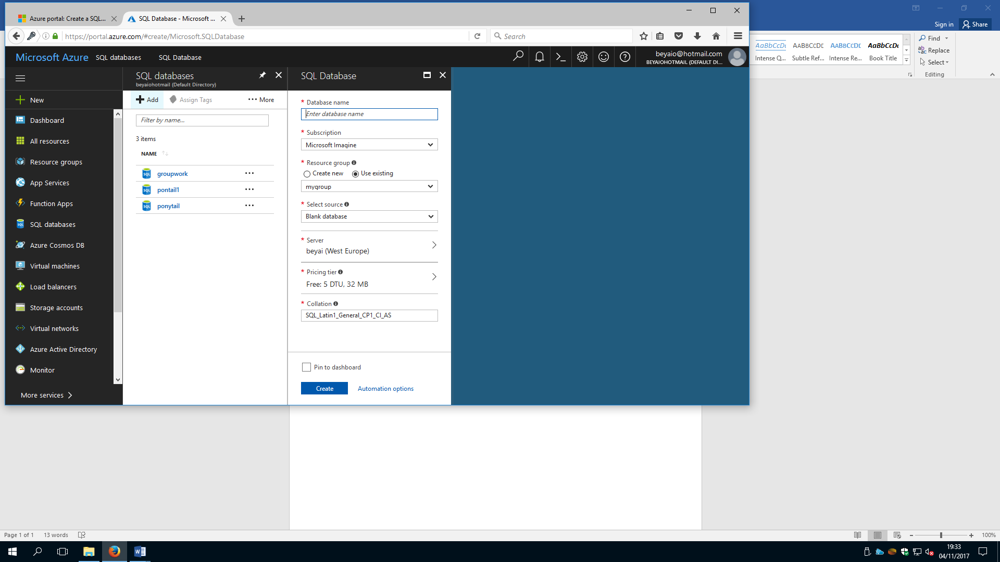 Azure portal: Create a SQL...
SQL Database - Microsoft ...
https://portal.azure.com/#create/Microsoft.SQLDatabase
Search
Sign in
Share
Microsoft Azure
SQL databases
SQL Database
beyaio@hotmail.com
BEYAIOHOTMAIL (DEFAULT DI...
AaBbCcDc
AABBCCDE
AABBCCDE
AaBbCcDc
Intense Q...
Subtle Ref...
Intense Re...
Book Title
Find
Replace
Select
Editing
New
Dashboard
All resources
Resource groups
App Services
Function Apps
SQL databases
Azure Cosmos DB
Virtual machines
Load balancers
Storage accounts
Virtual networks
Azure Active Directory
Monitor
More services
SQL databases
beyaiohotmail (Default Directory)
Add
Assign Tags
More
Filter by name...
3 items
NAME
groupwork
pontail1
ponytail
SQL Database
* Database name
Enter database name
* Subscription
Microsoft Imagine
* Resource group
Create new
Use existing
mygroup
* Select source
Blank database
* Server
beyai (West Europe)
* Pricing tier
Free: 5 DTU, 32 MB
* Collation
SQL_Latin1_General_CP1_CI_AS
Pin to dashboard
Create
Automation options
Page 1 of 1
13 words
100%
19:33
04/11/2017